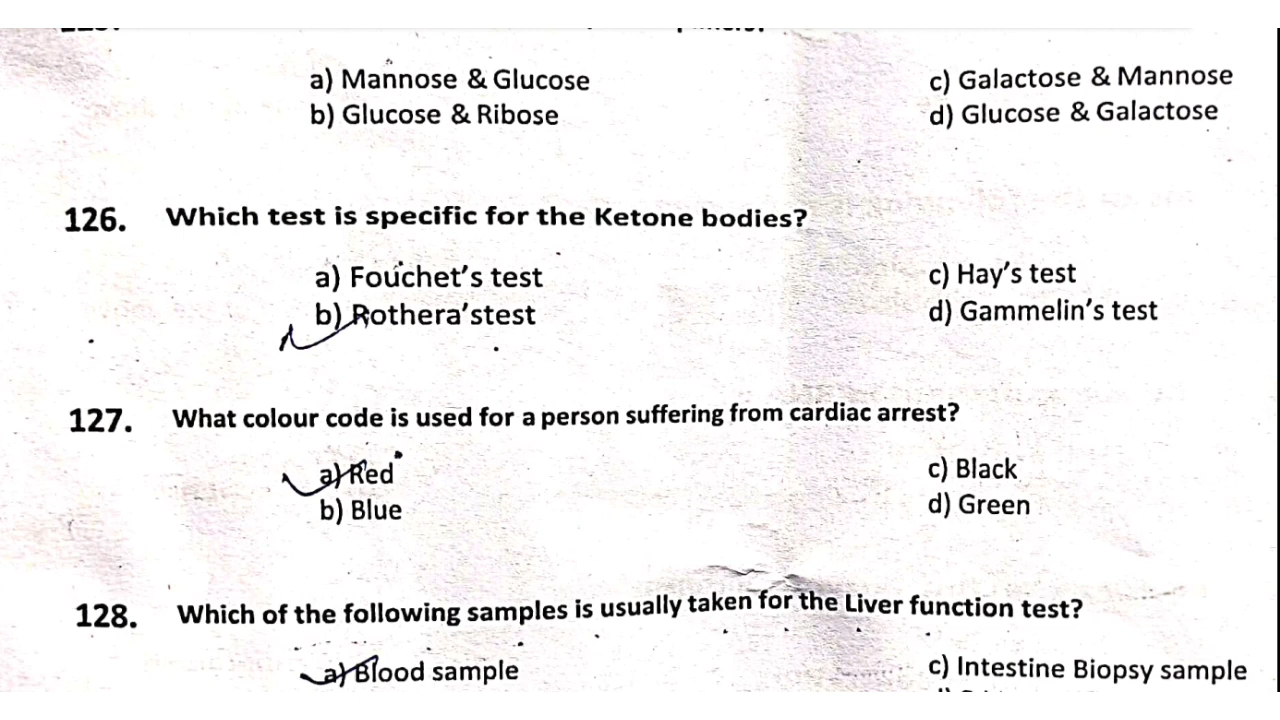 a) Mannose & Glucose
c) Galactose & Mannose
b) Glucose & Ribose
d) Glucose & Galactose
126. Which test is specific for the Ketone bodies?
a) Fouchet's test
c) Hay's test
b) Rothera'stest
d) Gammelin's test
127. What colour code is used for a person suffering from cardiac arrest?
a) Red
c) Black
b) Blue
d) Green
128. Which of the following samples is usually taken for the Liver function test?
a) Blood sample
c) Intestine Biopsy sample